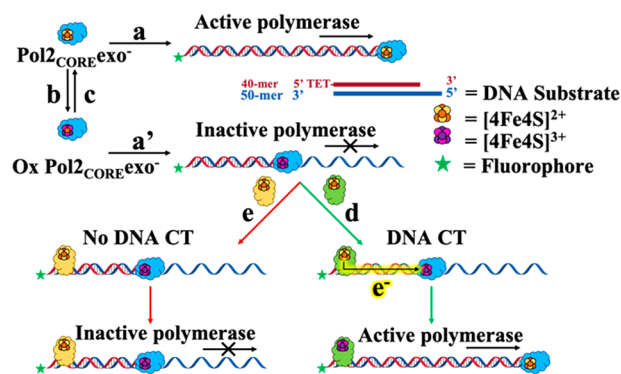 a
Active polymerase
Pol2COREexo-
b
c
40-mer 5' TET- 3'
50-mer 3' 5'
= DNA Substrate
= [4Fe4S]2+
= [4Fe4S]3+
= Fluorophore
a’
Inactive polymerase
Ox Pol2COREexo-
e
d
No DNA CT
DNA CT
e-
Inactive polymerase
Active polymerase